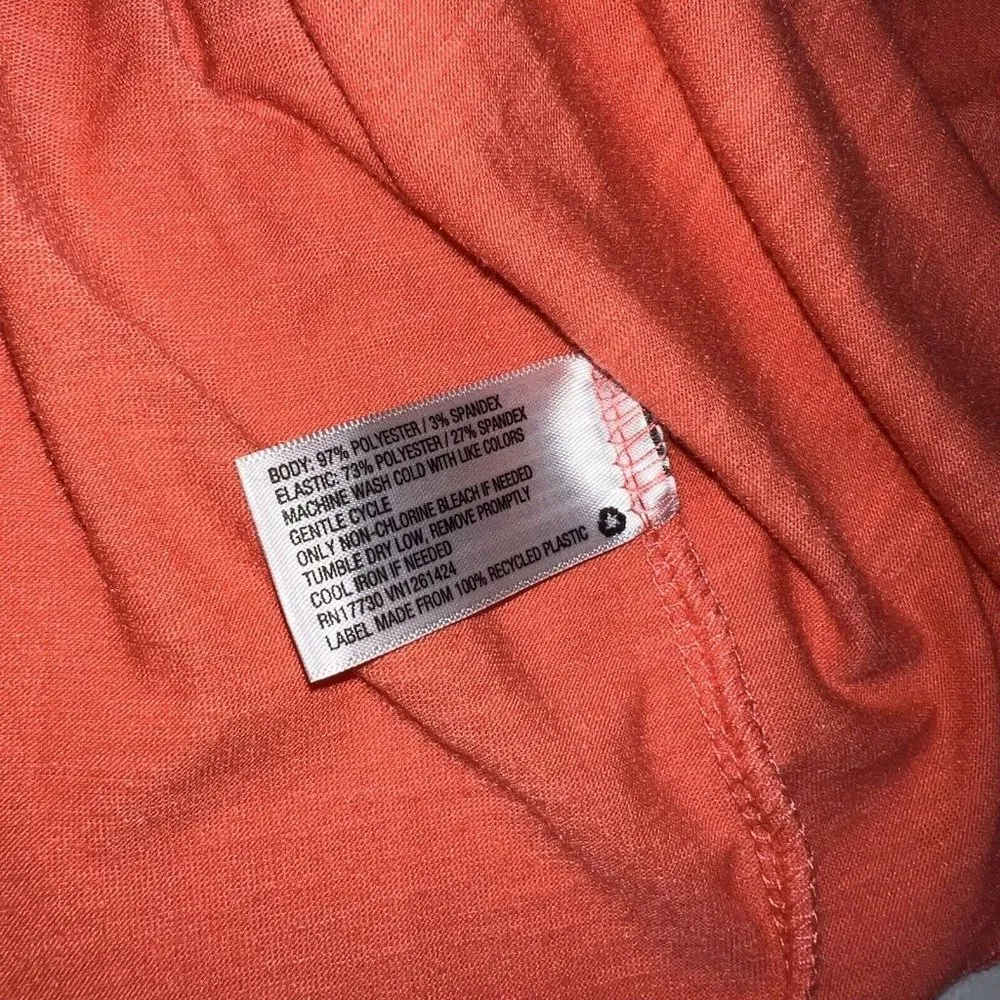 BODY: 97% POLYESTER / 3% SPANDEX
ELASTIC: 73% POLYESTER / 27% SPANDEX
MACHINE WASH COLD WITH LIKE COLORS
GENTLE CYCLE
ONLY NON-CHLORINE BLEACH IF NEEDED
TUMBLE DRY LOW, REMOVE PROMPTLY
COOL IRON IF NEEDED
RN17730 VN1261424
LABEL MADE FROM 100% RECYCLED PLASTIC